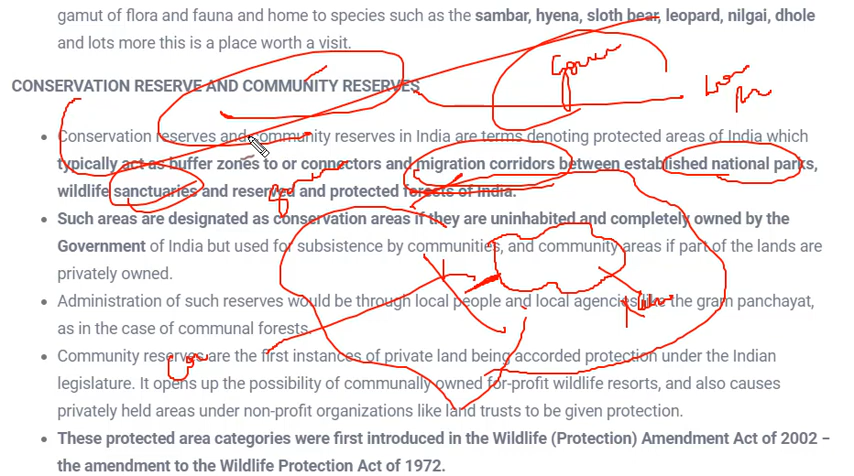 gamut of flora and fauna and home to species such as the sambar, hyena, sloth bear, leopard, nilgai, dhole
and lots more this is a place worth a visit.
CONSERVATION RESERVE AND COMMUNITY RESERVES
Conservation reserves and community reserves in India are terms denoting protected areas of India which
typically act as buffer zones to or connectors and migration corridors between established national parks,
wildlife sanctuaries and reserved and protected forests of India.
Such areas are designated as conservation areas if they are uninhabited and completely owned by the
Government of India but used for subsistence by communities, and community areas if part of the lands are
privately owned.
Administration of such reserves would be through local people and local agencies like the gram panchayat,
as in the case of communal forests.
Community reserves are the first instances of private land being accorded protection under the Indian
legislature. It opens up the possibility of communally owned for-profit wildlife resorts, and also causes
privately held areas under non-profit organizations like land trusts to be given protection.
These protected area categories were first introduced in the Wildlife (Protection) Amendment Act of 2002 −
the amendment to the Wildlife Protection Act of 1972.